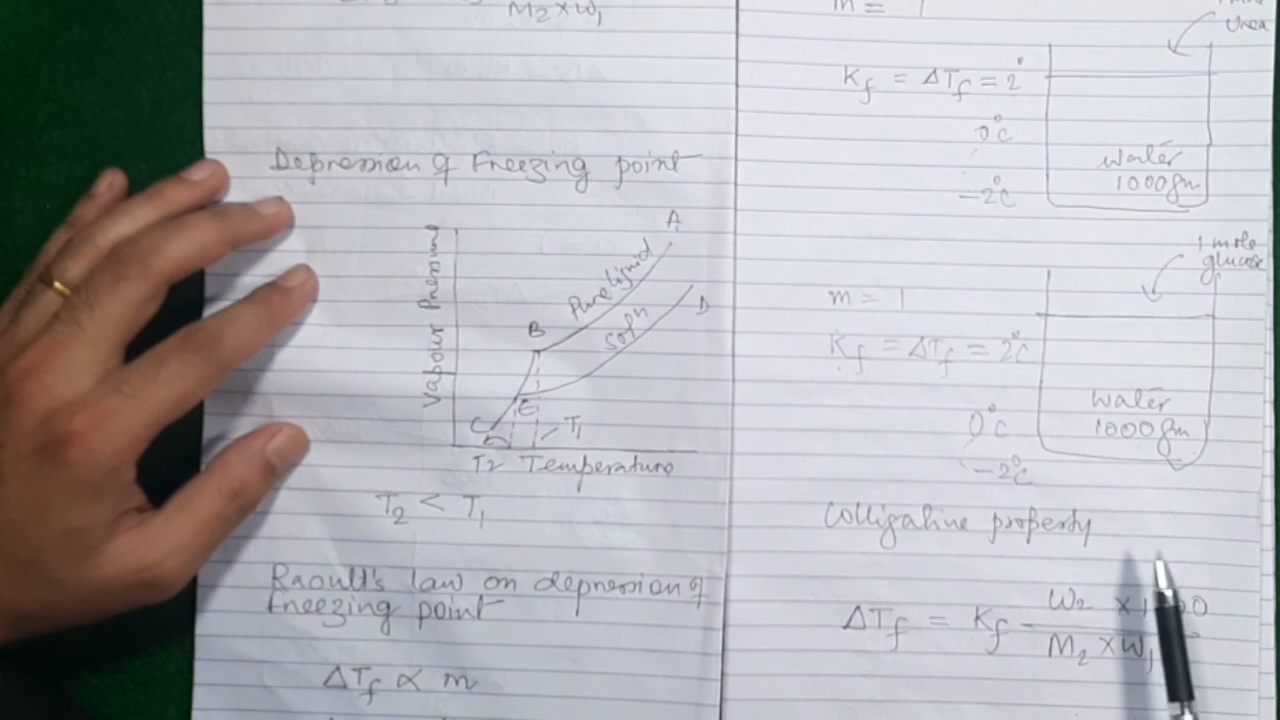 M₂ × W₁
Depression of Freezing point
A
Pure liquid
B
Soln
D
Vapour Pressure
C
E
T₁
T₂ Temperature
T₂ < T₁
Raoult's law on depression of
Freezing point
ΔTf ∝ m
m = 1
Urea
Kf = ΔTf = 2°
0°C
-2°C
water
1000gm
1 mole
glucose
m = 1
Kf = ΔTf = 2°C
0°C
-2°C
water
1000gm
Colligative property
ΔTf = Kf W₂ ×
M₂ × W₁